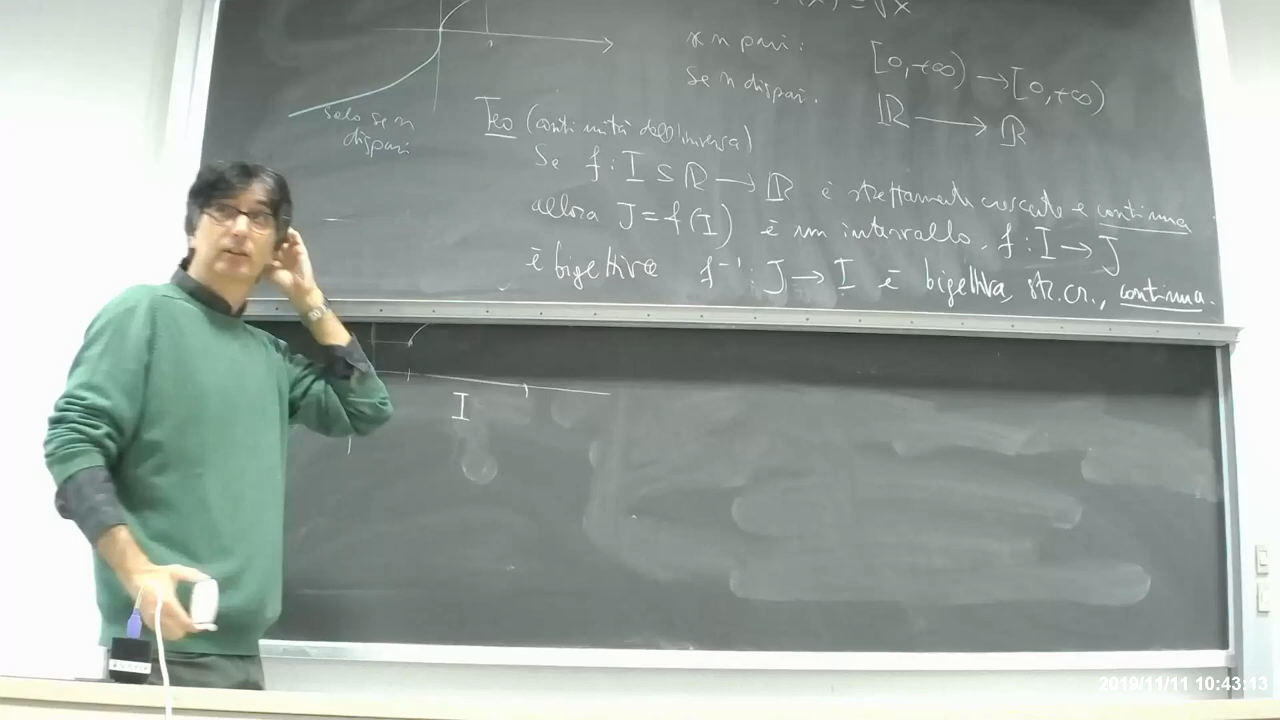 f(x) = √x
se n pari: [0,+∞) → [0,+∞)
se n dispari. ℝ → ℝ
solo se n
dispari
Teo (continuità dell'inversa)
Se f: I ⊆ ℝ → ℝ è strettamente crescente e continua
allora J = f(I) è un intervallo. f: I → J
è bigettiva f⁻¹: J → I è bigettiva, str. cr., continua.
I
2019/11/11 10:43:13